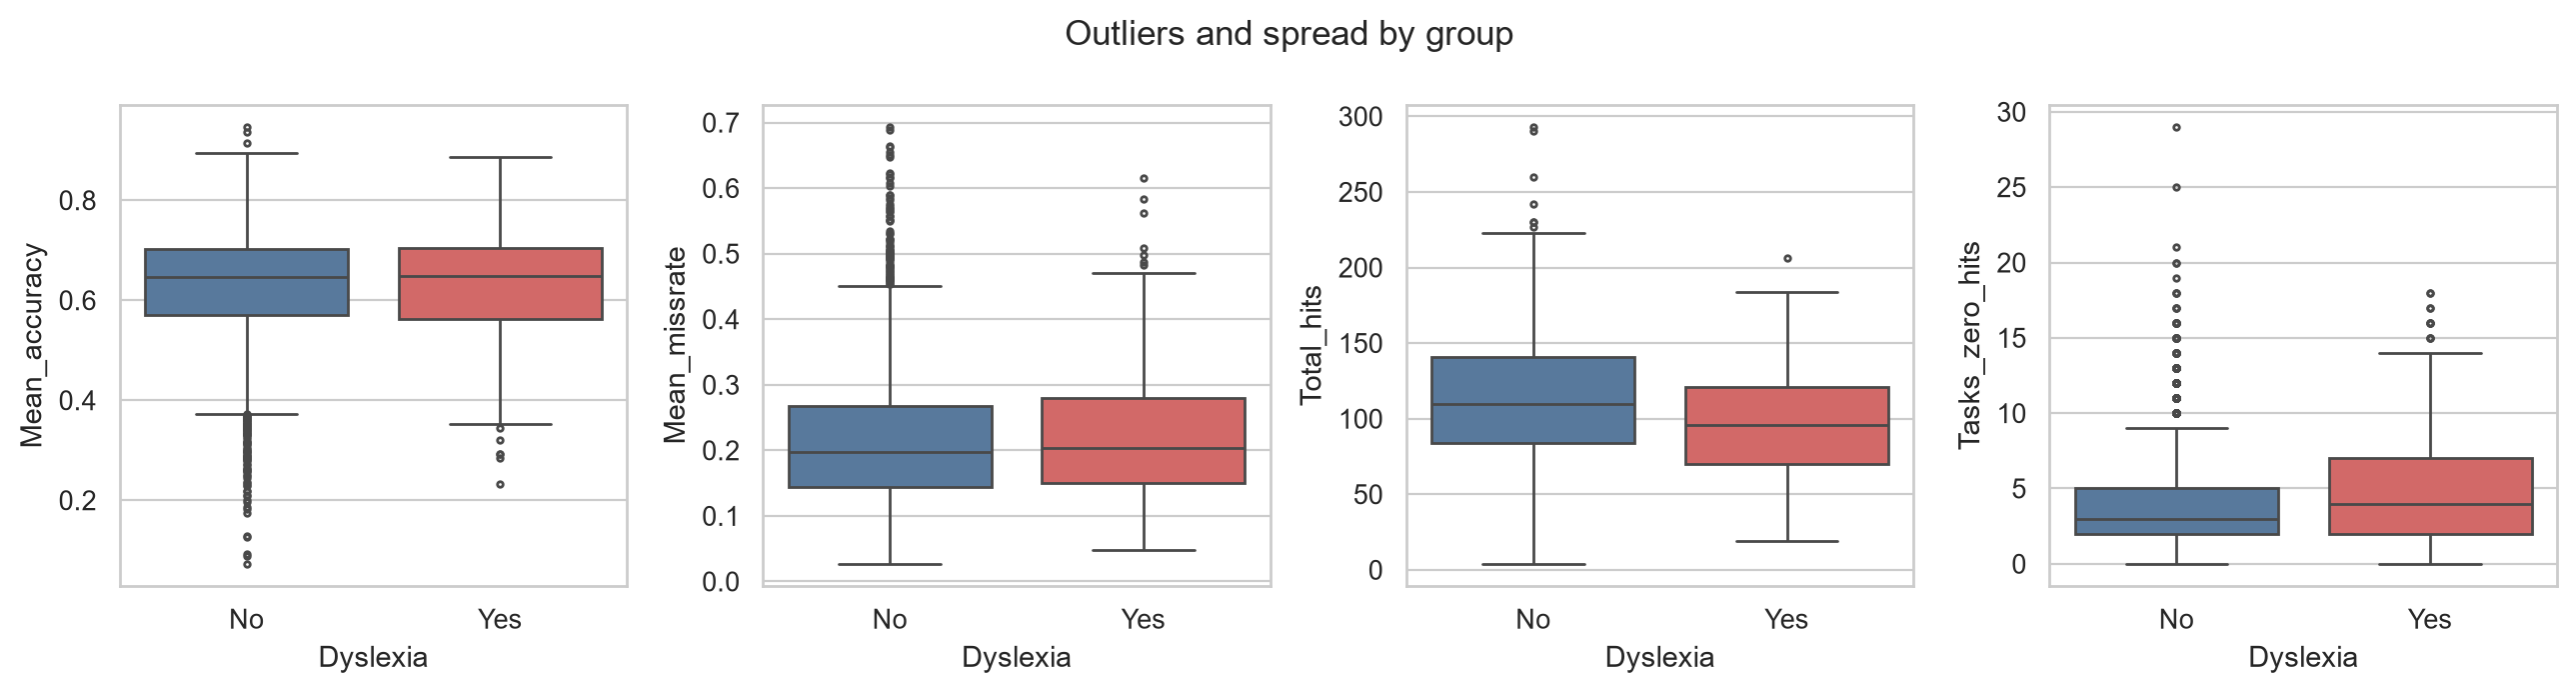 Outliers and spread by group
Mean_accuracy
0.8
0.6
0.4
0.2
No
Yes
Dyslexia
Mean_missrate
0.7
0.6
0.5
0.4
0.3
0.2
0.1
0.0
No
Yes
Dyslexia
Total_hits
300
250
200
150
100
50
0
No
Yes
Dyslexia
Tasks_zero_hits
30
25
20
15
10
5
0
No
Yes
Dyslexia